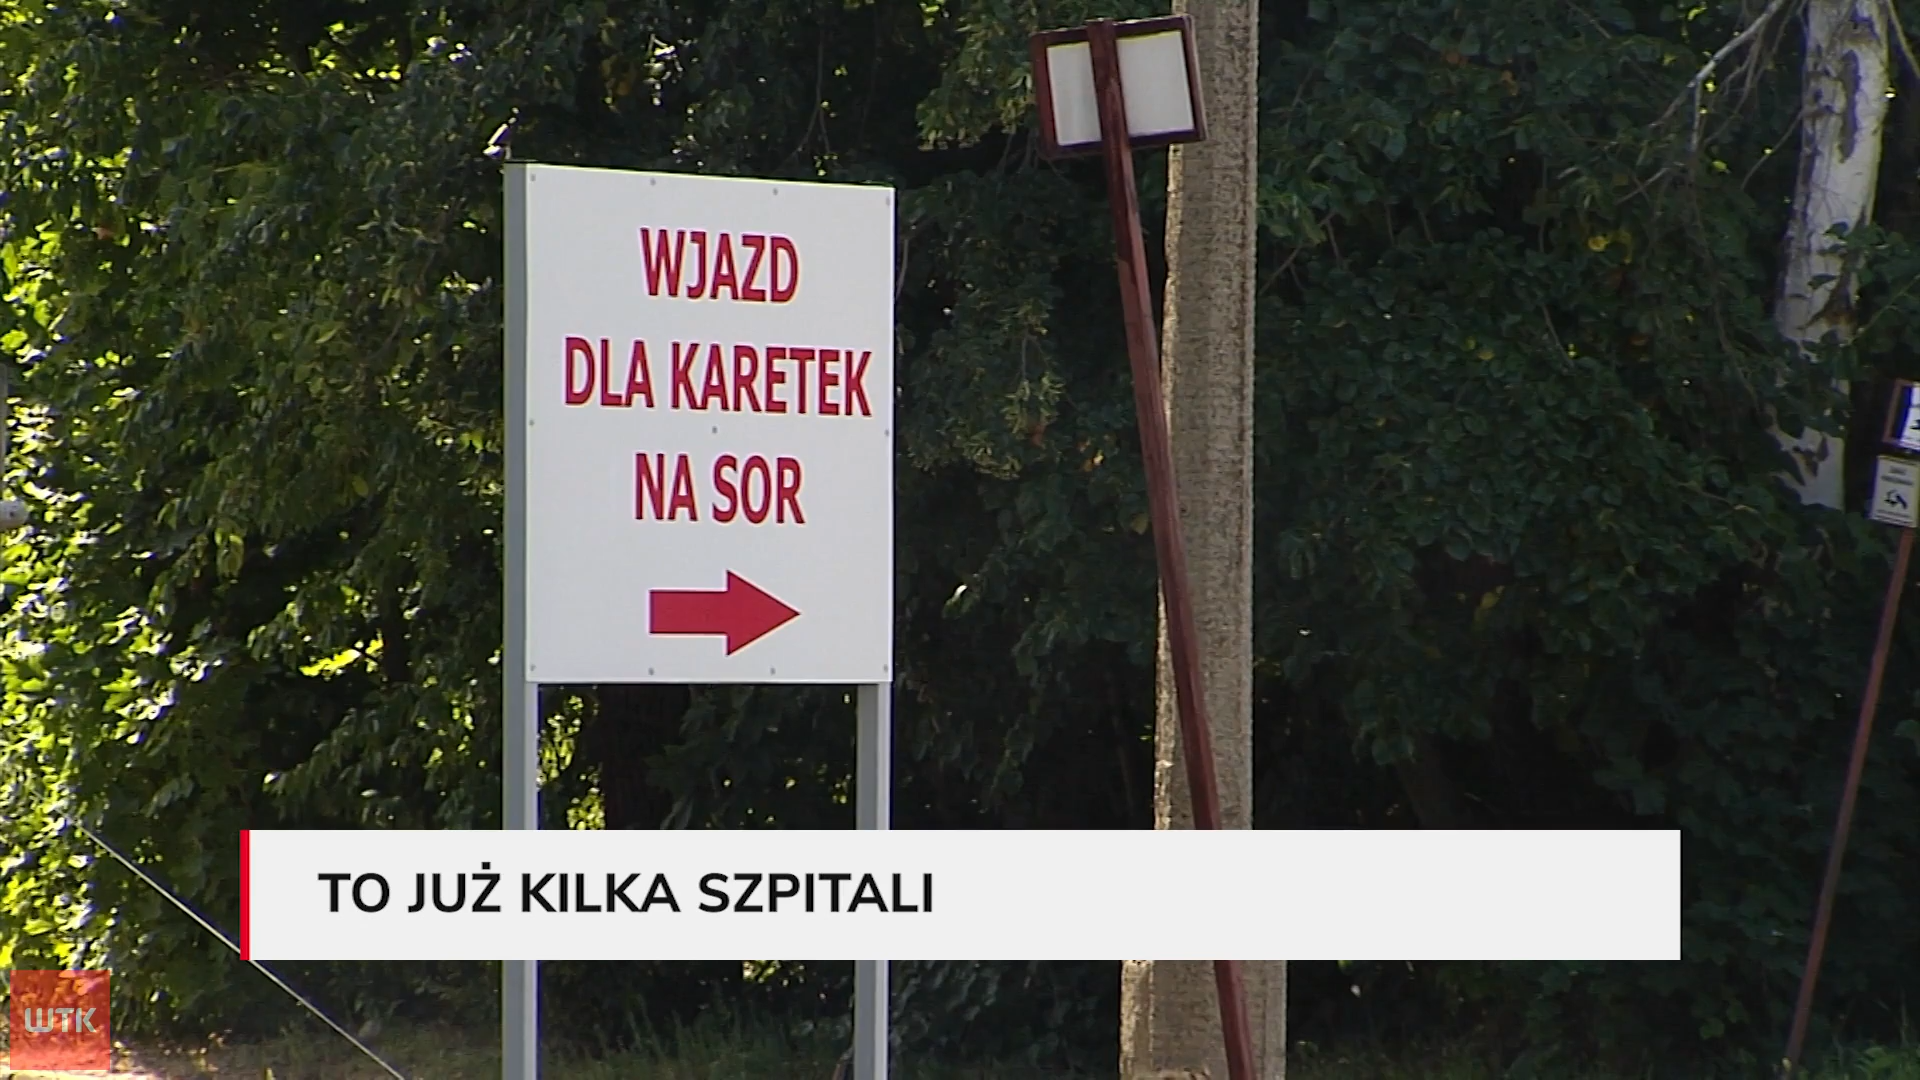 WJAZD
DLA KARETEK
NA SOR
TO JUŻ KILKA SZPITALI
WTK